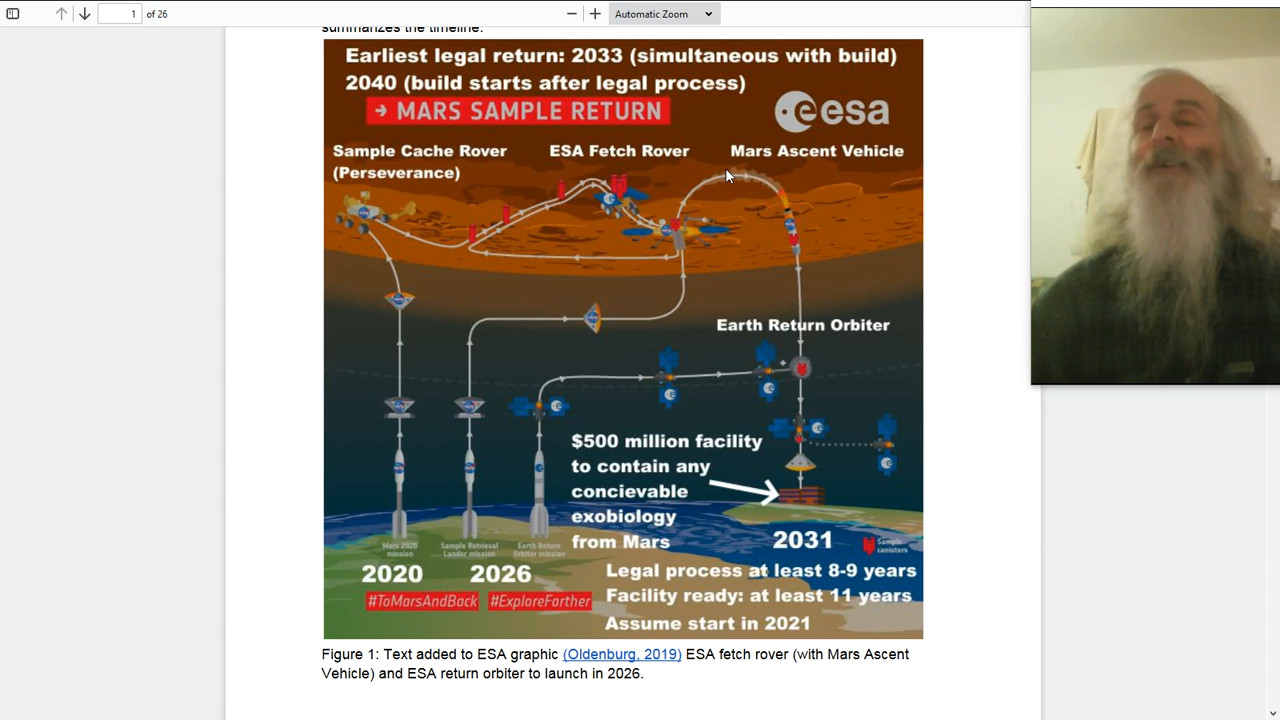 1 of 26
Automatic Zoom
summarizes the timeline.
Earliest legal return: 2033 (simultaneous with build)
2040 (build starts after legal process)
→ MARS SAMPLE RETURN
esa
Sample Cache Rover
(Perseverance)
ESA Fetch Rover
Mars Ascent Vehicle
Earth Return Orbiter
$500 million facility
to contain any
concievable
exobiology
from Mars
Mars 2020
mission
Sample Retrieval
Lander mission
Earth Return
Orbiter mission
2031
Sample
canisters
2020
2026
Legal process at least 8-9 years
#ToMarsAndBack
#ExploreFarther
Facility ready: at least 11 years
Assume start in 2021
Figure 1: Text added to ESA graphic (Oldenburg, 2019) ESA fetch rover (with Mars Ascent
Vehicle) and ESA return orbiter to launch in 2026.